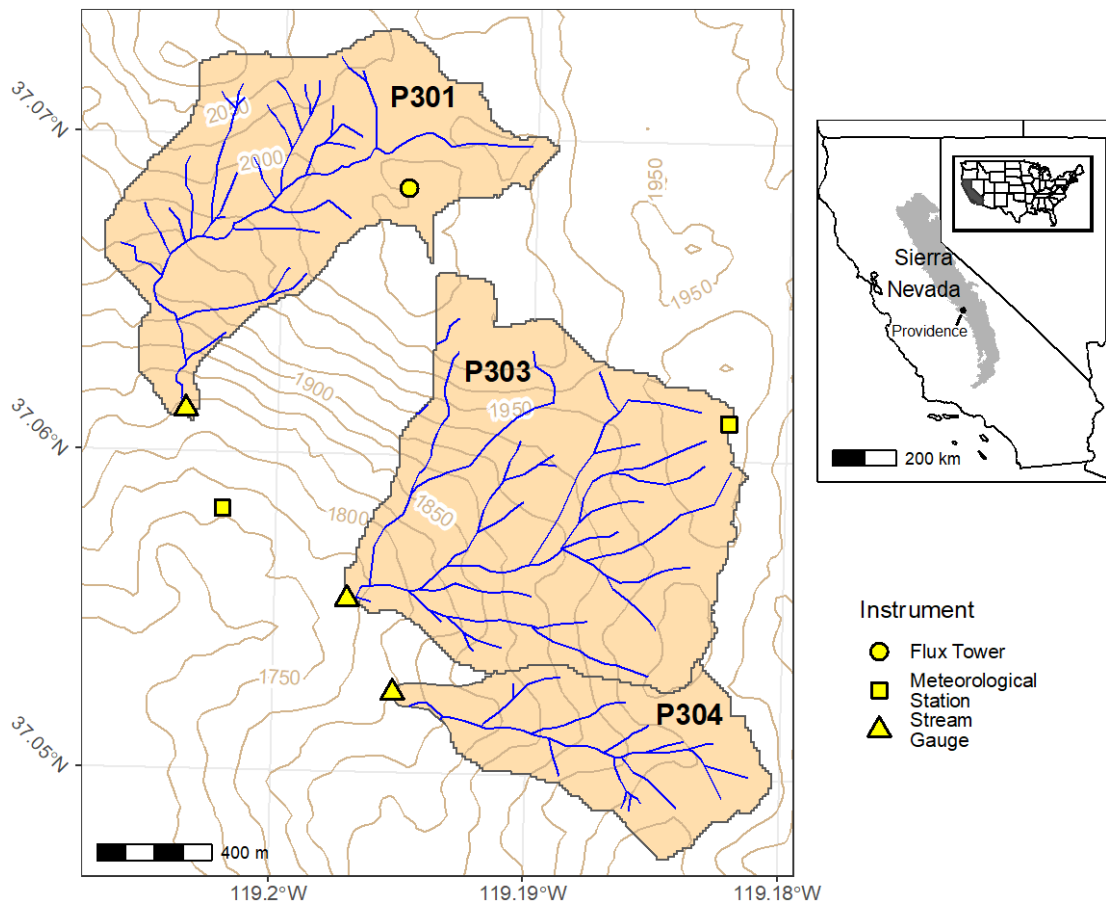 P301
37.07°N
2050
2000
1950
1950
Sierra
Nevada
Providence
P303
1900
1950
37.06°N
200 km
1850
1800
Instrument
Flux Tower
Meteorological
Station
Stream
Gauge
1750
P304
37.05°N
400 m
119.2°W
119.19°W
119.18°W